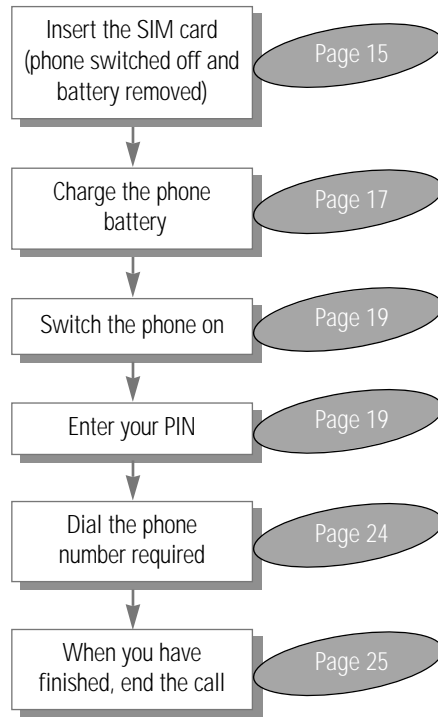 Insert the SIM card
(phone switched off and
battery removed)
Page 15
Charge the phone
battery
Page 17
Switch the phone on
Page 19
Enter your PIN
Page 19
Dial the phone
number required
Page 24
When you have
finished, end the call
Page 25